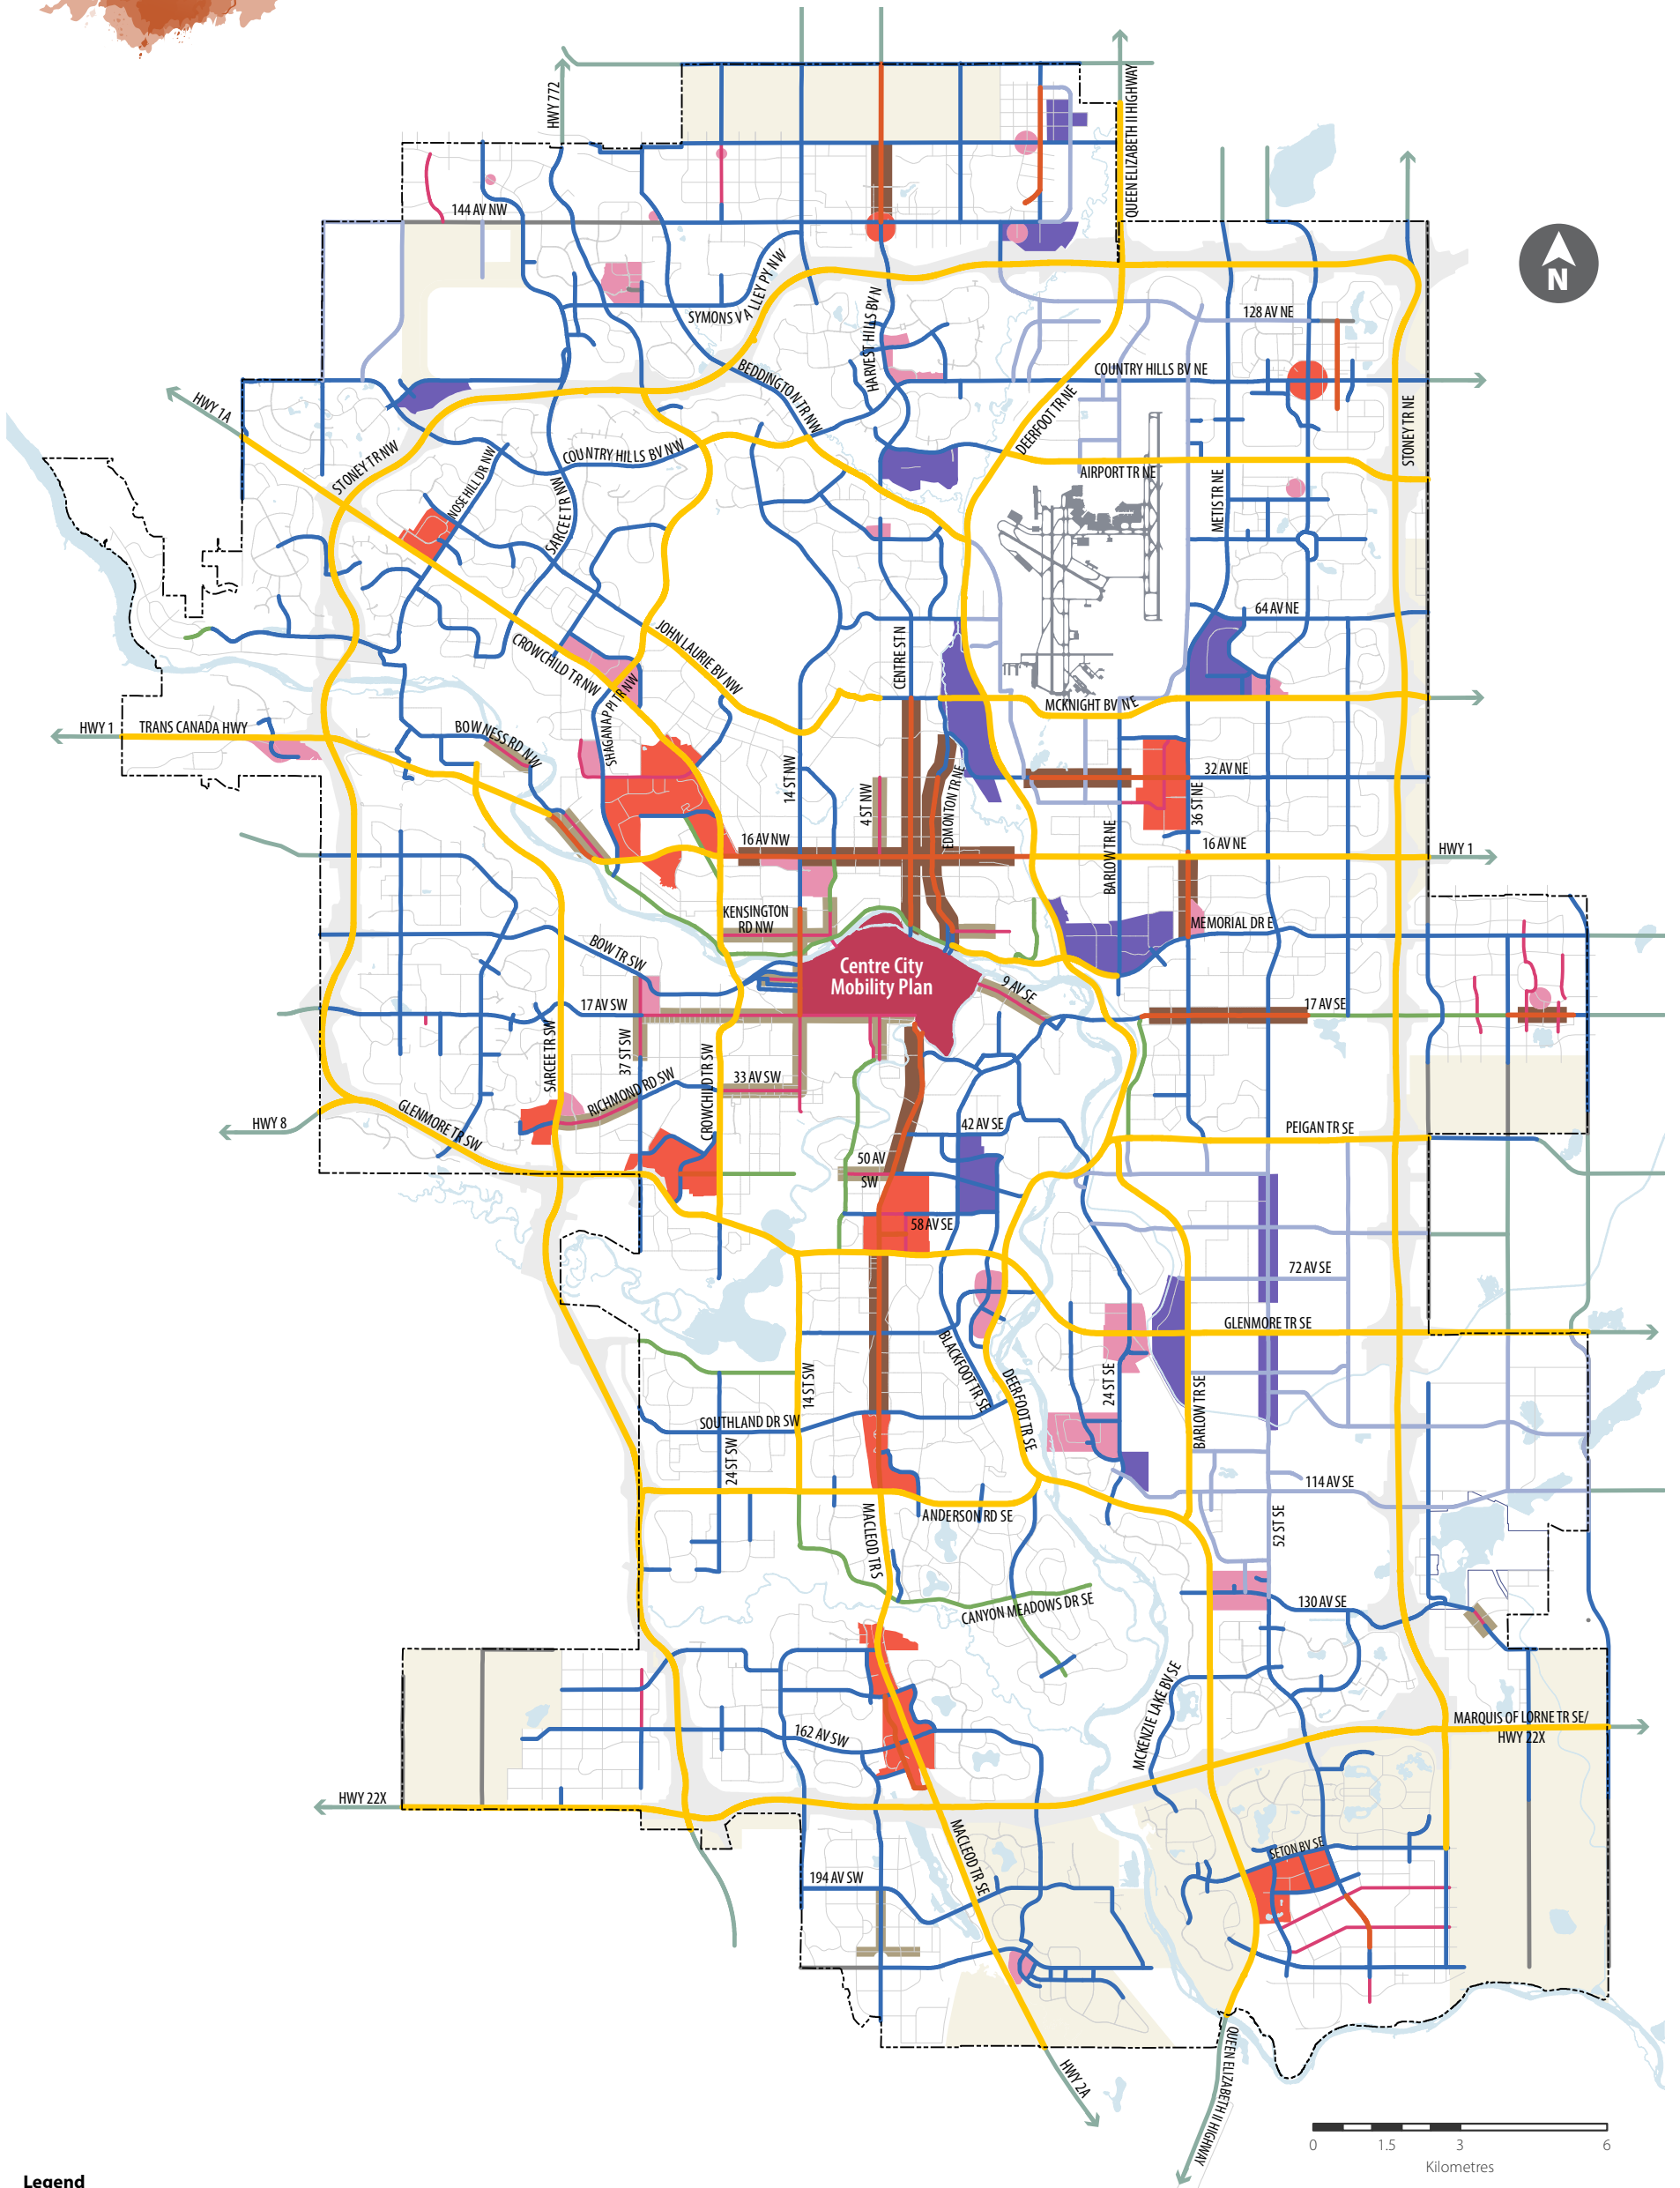 HWY 772
QUEEN ELIZABETH II HIGHWAY
144 AV NW
N
SYMONS VALLEY PY NW
HARVEST HILLS BV N
128 AV NE
BEDDINGTON TR NW
COUNTRY HILLS BV NE
DEERFOOT TR NE
HWY 1A
STONEY TR NW
NOSE HILL DR NW
COUNTRY HILLS BV NW
SARCEE TR NW
AIRPORT TR NE
METIS TR NE
STONEY TR NE
64 AV NE
CENTRE ST N
JOHN LAURIE BV NW
CROWCHILD TR NW
SHAGANAPPI TR NW
MCKNIGHT BV NE
HWY 1
TRANS CANADA HWY
BOWNESS RD NW
14 ST NW
4 ST NW
EDMONTON TR NE
32 AV NE
36 ST NE
BARLOW TR NE
16 AV NW
16 AV NE
HWY 1
KENSINGTON
RD NW
MEMORIAL DR E
BOW TR SW
Centre City
Mobility Plan
9 AV SE
17 AV SW
17 AV SE
SARCEE TR SW
37 ST SW
CROWCHILD TR SW
33 AV SW
RICHMOND RD SW
HWY 8
GLENMORE TR SW
42 AV SE
PEIGAN TR SE
50 AV
SW
58 AV SE
72 AV SE
GLENMORE TR SE
BLACKFOOT TR SE
DEERFOOT TR SE
24 ST SE
BARLOW TR SE
14 ST SW
SOUTHLAND DR SW
24 ST SW
114 AV SE
ANDERSON RD SE
MACLEOD TR S
52 ST SE
CANYON MEADOWS DR SE
130 AV SE
MCKENZIE LAKE BV SE
162 AV SW
MARQUIS OF LORNE TR SE/
HWY 22X
HWY 22X
MACLEOD TR SE
SETON BV SE
194 AV SW
HWY 2A
QUEEN ELIZABETH II HIGHWAY
0 1.5 3 6
Kilometres
Legend